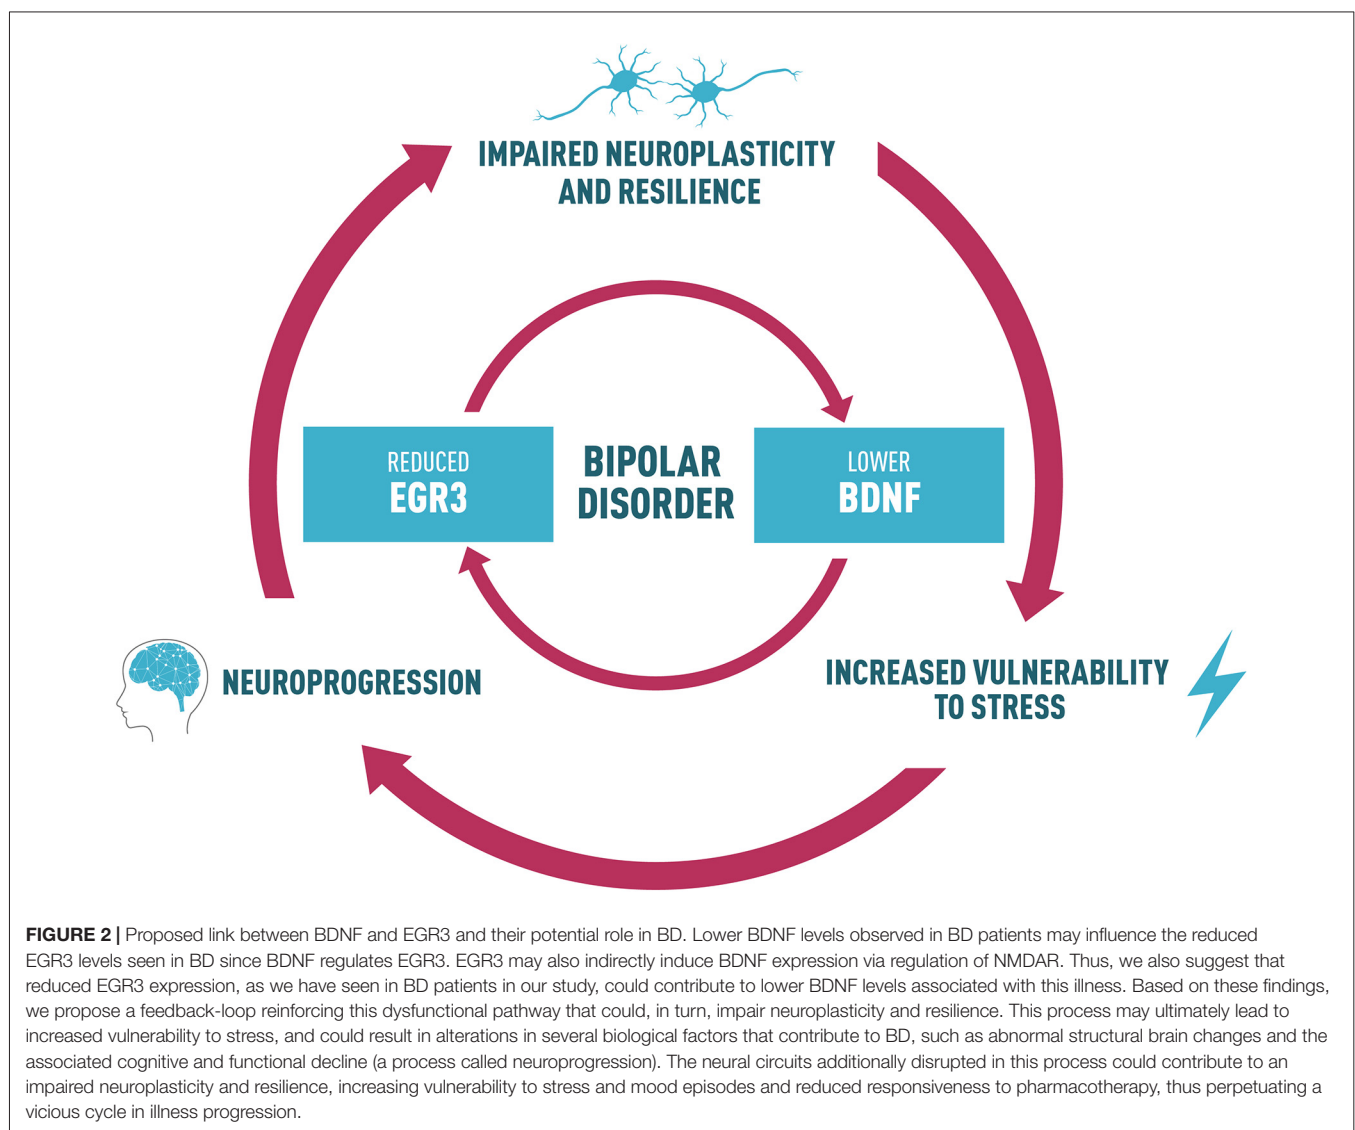 IMPAIRED NEUROPLASTICITY
AND RESILIENCE
REDUCED
EGR3
BIPOLAR
DISORDER
LOWER
BDNF
NEUROPROGRESSION
INCREASED VULNERABILITY
TO STRESS
FIGURE 2 | Proposed link between BDNF and EGR3 and their potential role in BD. Lower BDNF levels observed in BD patients may influence the reduced
EGR3 levels seen in BD since BDNF regulates EGR3. EGR3 may also indirectly induce BDNF expression via regulation of NMDAR. Thus, we also suggest that
reduced EGR3 expression, as we have seen in BD patients in our study, could contribute to lower BDNF levels associated with this illness. Based on these findings,
we propose a feedback-loop reinforcing this dysfunctional pathway that could, in turn, impair neuroplasticity and resilience. This process may ultimately lead to
increased vulnerability to stress, and could result in alterations in several biological factors that contribute to BD, such as abnormal structural brain changes and the
associated cognitive and functional decline (a process called neuroprogression). The neural circuits additionally disrupted in this process could contribute to an
impaired neuroplasticity and resilience, increasing vulnerability to stress and mood episodes and reduced responsiveness to pharmacotherapy, thus perpetuating a
vicious cycle in illness progression.